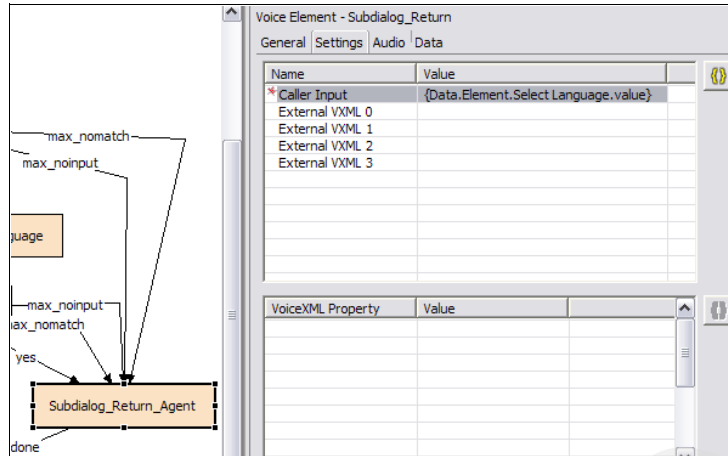 Voice Element - Subdialog_Return
General Settings Audio Data
Name Value
* Caller Input {Data.Element.Select Language.value}
External VXML 0
External VXML 1
External VXML 2
External VXML 3
VoiceXML Property Value
max_nomatch
max_noinput
guage
max_noinput
ax_nomatch
yes
Subdialog_Return_Agent
done